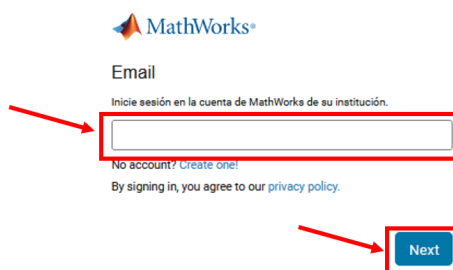 MathWorks®
Email
Inicie sesión en la cuenta de MathWorks de su institución.
No account? Create one!
By signing in, you agree to our privacy policy.
Next